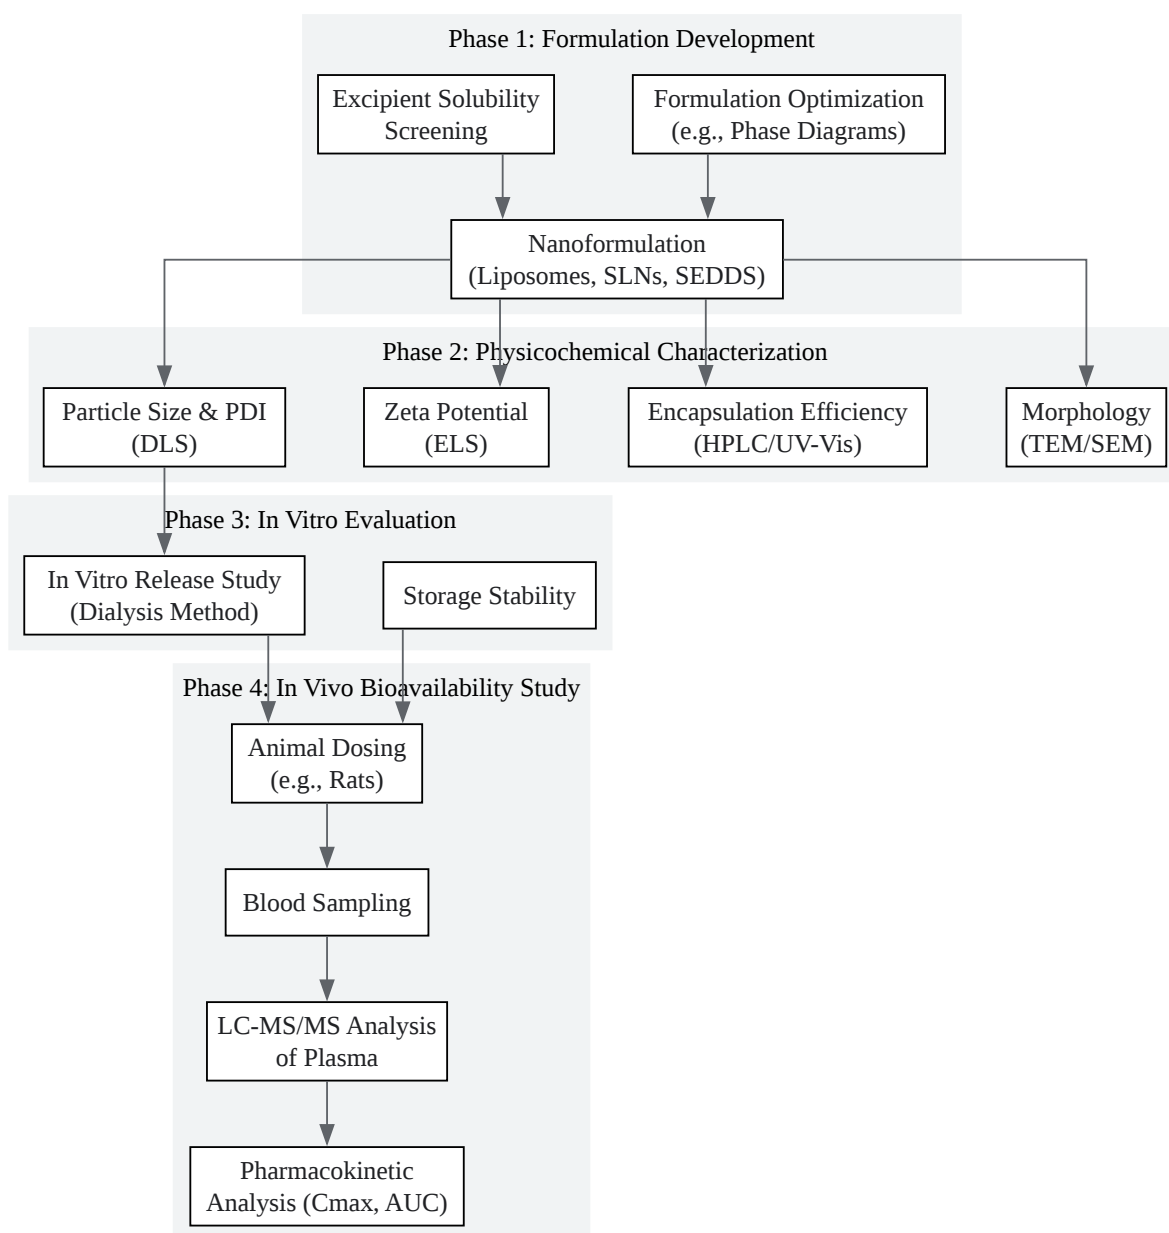 Phase 1: Formulation Development
Excipient Solubility
Screening
Formulation Optimization
(e.g., Phase Diagrams)
Nanoformulation
(Liposomes, SLNs, SEDDS)
Phase 2: Physicochemical Characterization
Particle Size & PDI
(DLS)
Zeta Potential
(ELS)
Encapsulation Efficiency
(HPLC/UV-Vis)
Morphology
(TEM/SEM)
Phase 3: In Vitro Evaluation
In Vitro Release Study
(Dialysis Method)
Storage Stability
Phase 4: In Vivo Bioavailability Study
Animal Dosing
(e.g., Rats)
Blood Sampling
LC-MS/MS Analysis
of Plasma
Pharmacokinetic
Analysis (Cmax, AUC)